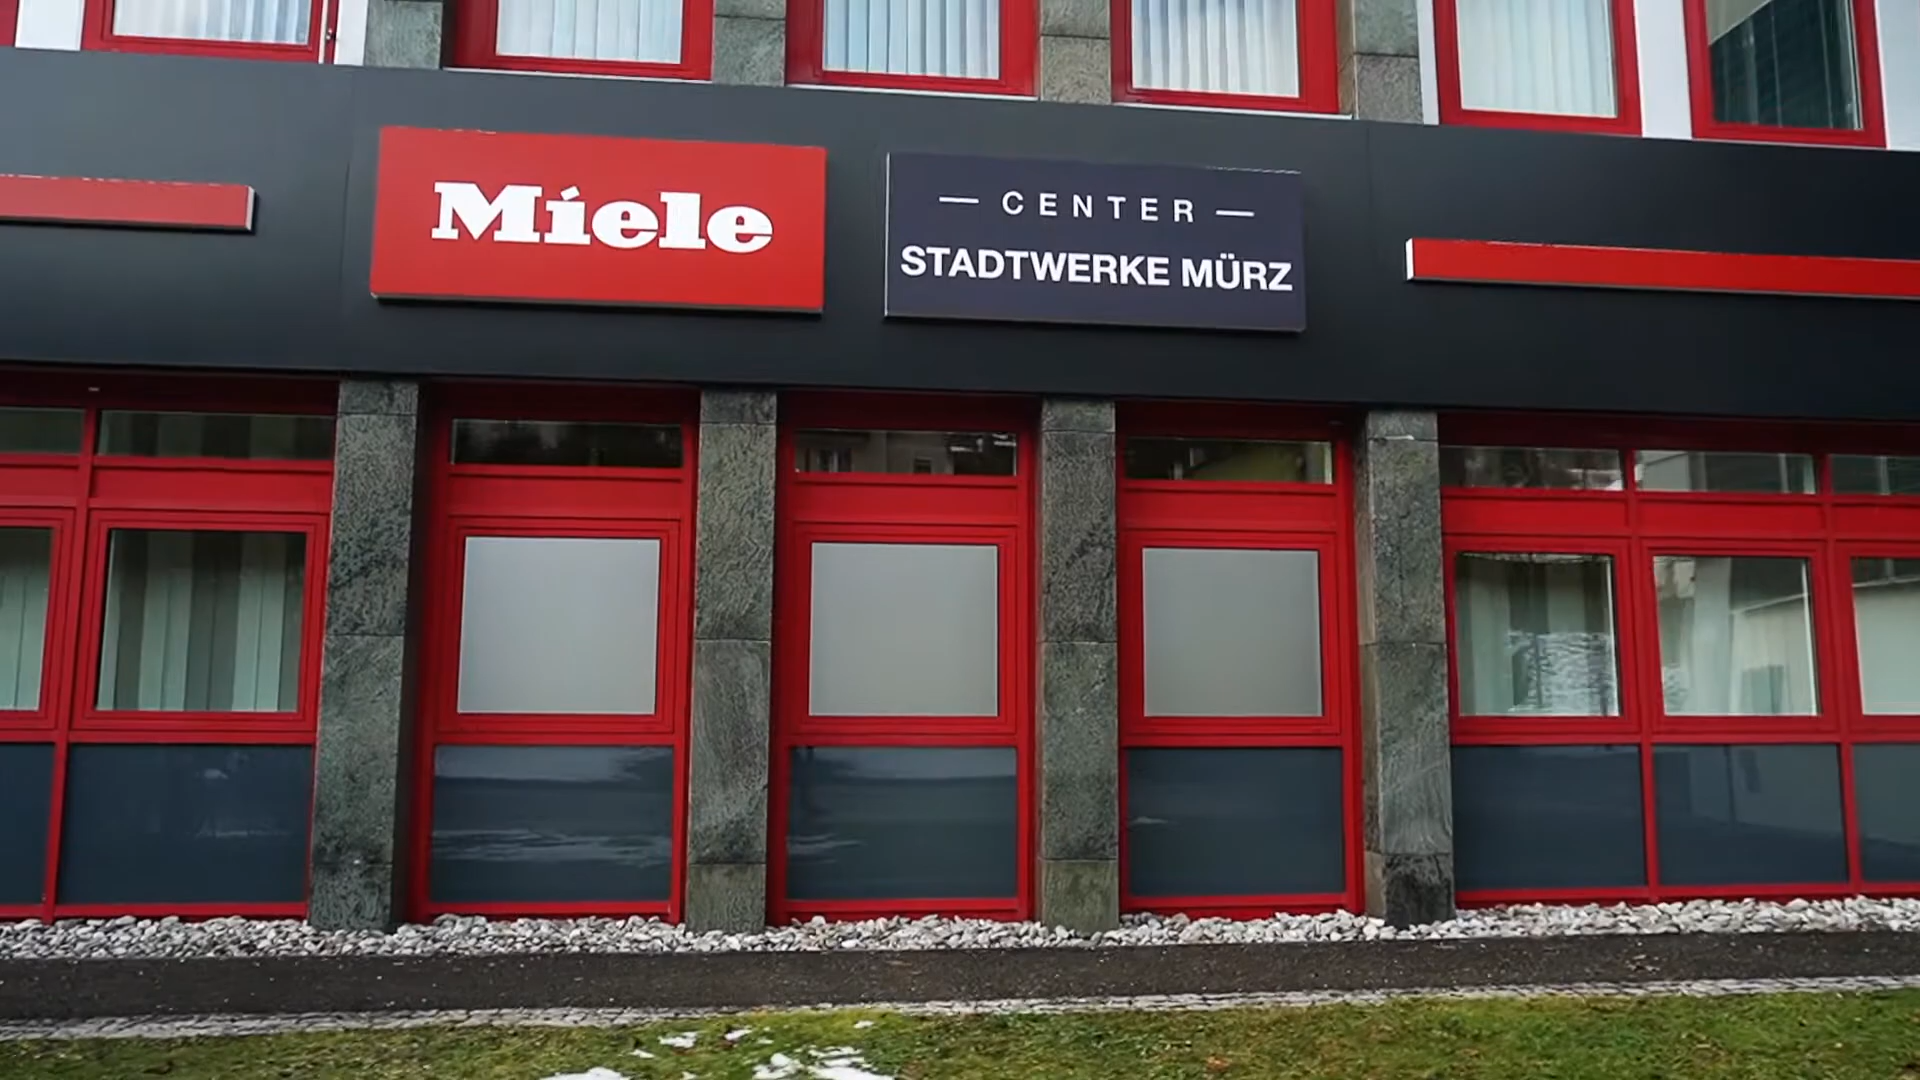 Miele
— CENTER —
STADTWERKE MÜRZ